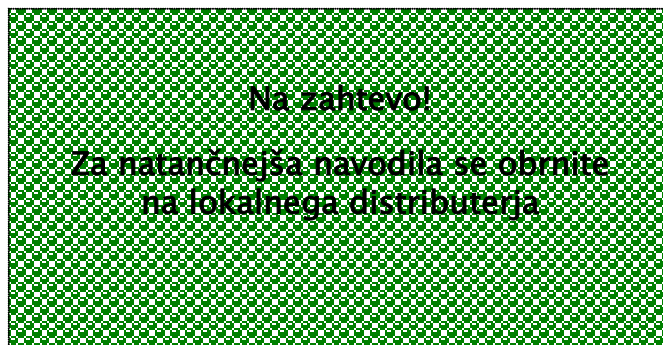 Na zahtevo!
Za natančnejša navodila se obrnite
na lokalnega distributerja